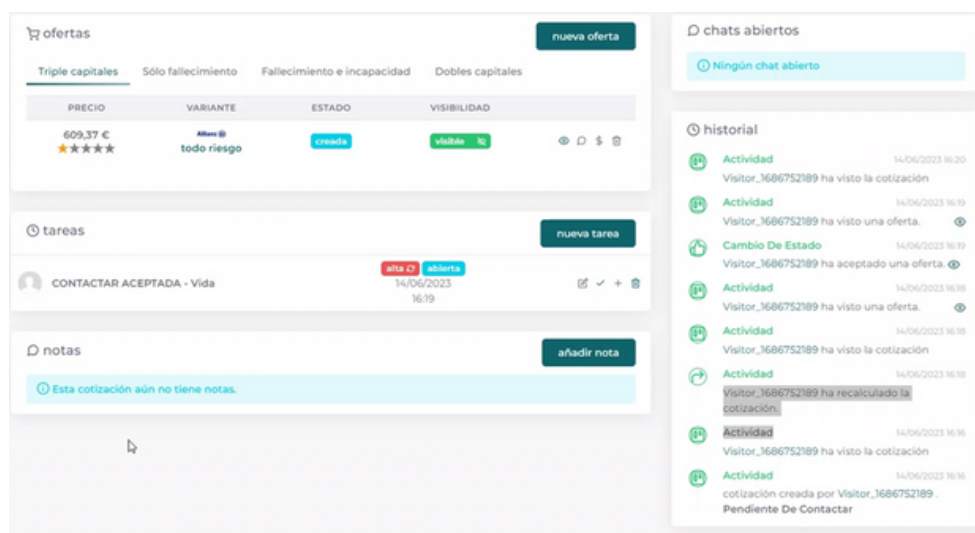 ofertas
nueva oferta
Triple capitales Sólo fallecimiento Fallecimiento e incapacidad Dobles capitales
PRECIO VARIANTE ESTADO VISIBILIDAD
609,37 € Allianz
todo riesgo creada visible $
tareas
nueva tarea
CONTACTAR ACEPTADA - Vida
alta abierta
14/06/2023
16:19
notas
añadir nota
Esta cotización aún no tiene notas.
chats abiertos
Ningún chat abierto
historial
Actividad 14/06/2023 16:20
Visitor_1686752189 ha visto la cotización
Actividad 14/06/2023 16:19
Visitor_1686752189 ha visto una oferta.
Cambio De Estado 14/06/2023 16:19
Visitor_1686752189 ha aceptado una oferta.
Actividad 14/06/2023 16:18
Visitor_1686752189 ha visto una oferta.
Actividad 14/06/2023 16:18
Visitor_1686752189 ha visto la cotización
Actividad 14/06/2023 16:18
Visitor_1686752189 ha recalculado la
cotización.
Actividad 14/06/2023 16:16
Visitor_1686752189 ha visto la cotización
Actividad 14/06/2023 16:16
cotización creada por Visitor_1686752189 .
Pendiente De Contactar